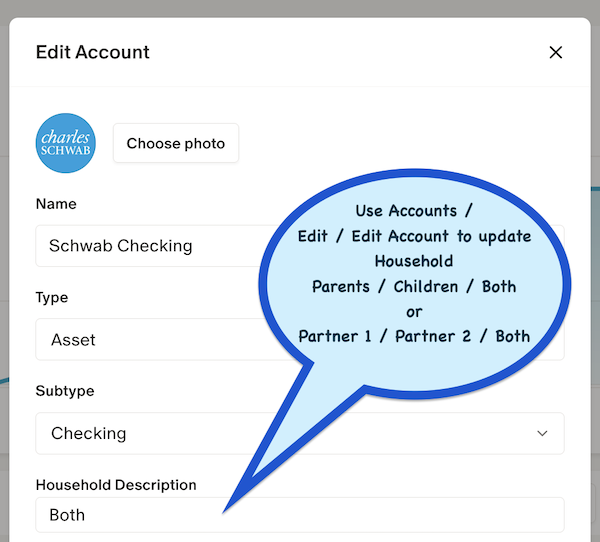 Edit Account
charles
SCHWAB
Choose photo
Name
Schwab Checking
Type
Asset
Subtype
Checking
Household Description
Both
Use Accounts /
Edit / Edit Account to update
Household
Parents / Children / Both
or
Partner 1 / Partner 2 / Both